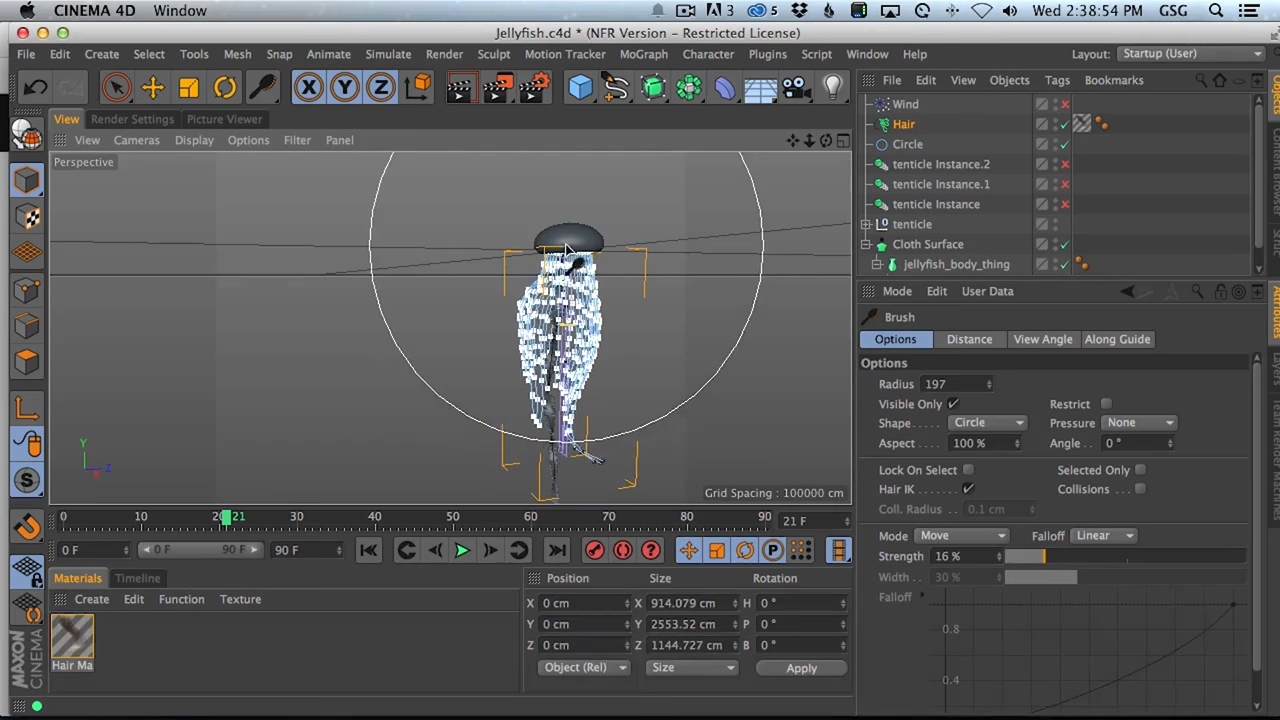 CINEMA 4D Window 3 5 Wed 2:38:54 PM GSG
Jellyfish.c4d * (NFR Version - Restricted License)
File Edit Create Select Tools Mesh Snap Animate Simulate Render Sculpt Motion Tracker MoGraph Character Plugins Script Window Help Layout: Startup (User)
X Y Z
File Edit View Objects Tags Bookmarks
View Render Settings Picture Viewer
View Cameras Display Options Filter Panel
Perspective
Wind
Hair
Circle
tenticle Instance.2
tenticle Instance.1
tenticle Instance
tenticle
Cloth Surface
jellyfish_body_thing
Mode Edit User Data
Brush
Options Distance View Angle Along Guide
Options
Radius 197
Visible Only Restrict
Shape Circle Pressure None
Aspect 100 % Angle 0 °
Lock On Select Selected Only
Hair IK Collisions
Coll. Radius 0.1 cm
Mode Move Falloff Linear
Strength 16 %
Width 30 %
Falloff
0.8
0.4
Y
Z
Grid Spacing : 100000 cm
0 10 20 21 30 40 50 60 70 80 90 21 F
0 F 0 F 90 F 90 F
Materials Timeline
Create Edit Function Texture
Hair Ma
Position Size Rotation
X 0 cm X 914.079 cm H 0 °
Y 0 cm Y 2553.52 cm P 0 °
Z 0 cm Z 1144.727 cm B 0 °
Object (Rel) Size Apply
MAXON
CINEMA 4D